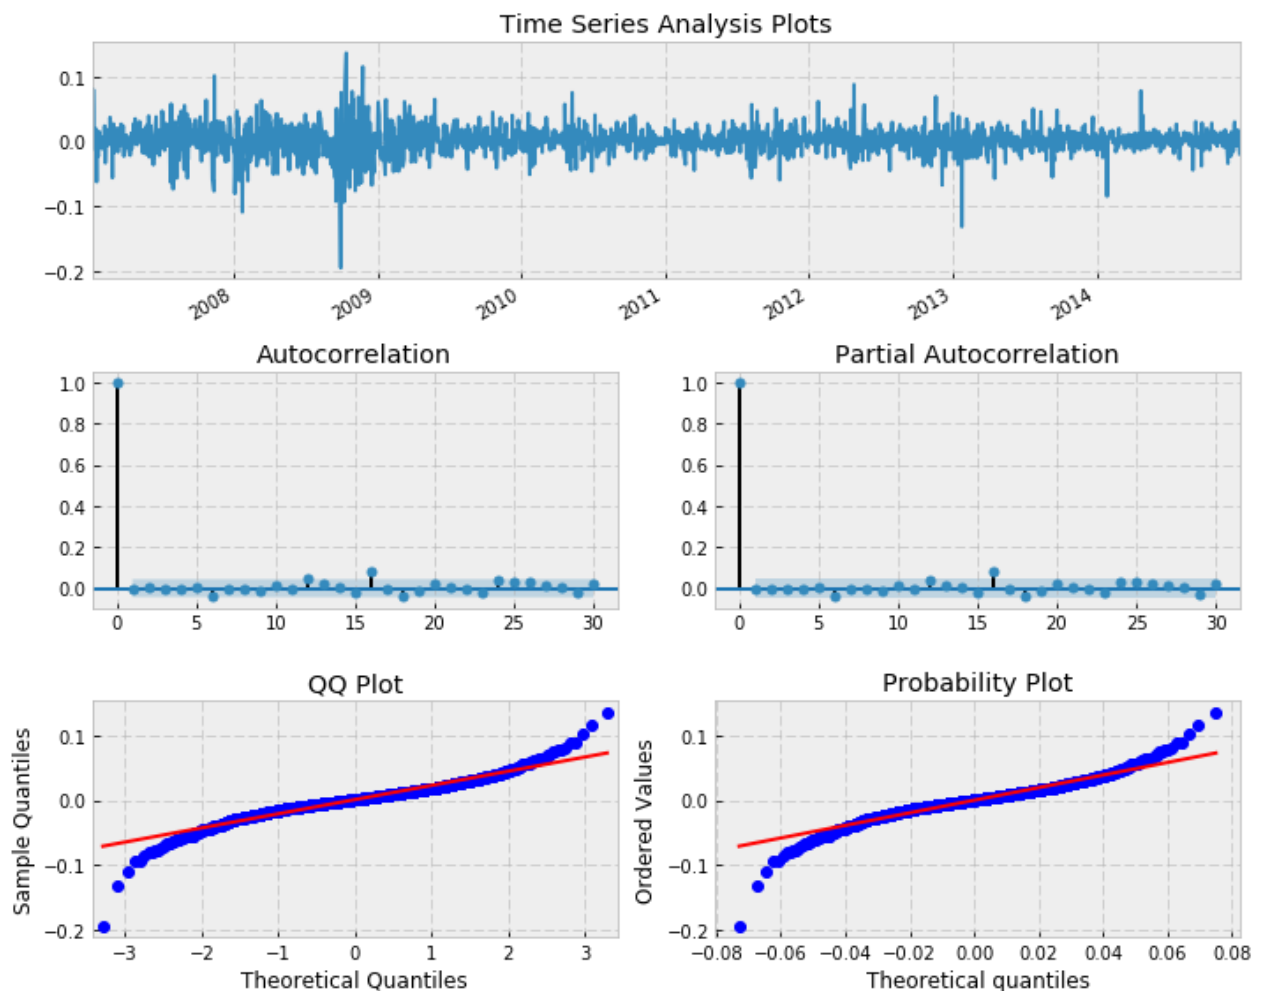 Time Series Analysis Plots
0.1
0.0
−0.1
−0.2
2008
2009
2010
2011
2012
2013
2014
Autocorrelation
1.0
0.8
0.6
0.4
0.2
0.0
0 5 10 15 20 25 30
Partial Autocorrelation
1.0
0.8
0.6
0.4
0.2
0.0
0 5 10 15 20 25 30
QQ Plot
Sample Quantiles
0.1
0.0
−0.1
−0.2
−3 −2 −1 0 1 2 3
Theoretical Quantiles
Probability Plot
Ordered Values
0.1
0.0
−0.1
−0.2
−0.08 −0.06 −0.04 −0.02 0.00 0.02 0.04 0.06 0.08
Theoretical quantiles